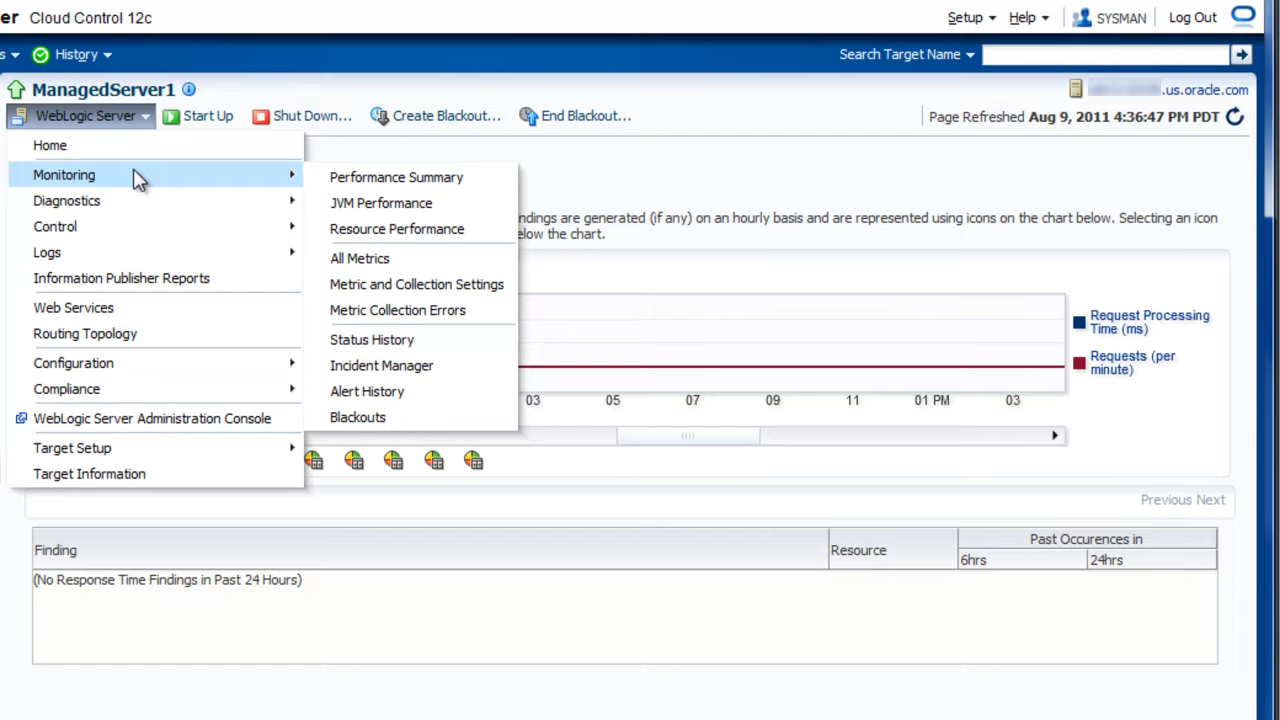 er Cloud Control 12c
Setup Help SYSMAN Log Out
s History Search Target Name
ManagedServer1
.us.oracle.com
WebLogic Server Start Up Shut Down... Create Blackout... End Blackout... Page Refreshed Aug 9, 2011 4:36:47 PM PDT
Home
Monitoring
Diagnostics
Control
Logs
Information Publisher Reports
Web Services
Routing Topology
Configuration
Compliance
WebLogic Server Administration Console
Target Setup
Target Information
Performance Summary
JVM Performance
Resource Performance
All Metrics
Metric and Collection Settings
Metric Collection Errors
Status History
Incident Manager
Alert History
Blackouts
ndings are generated (if any) on an hourly basis and are represented using icons on the chart below. Selecting an icon
elow the chart.
Request Processing
Time (ms)
Requests (per
minute)
03 05 07 09 11 01 PM 03
Previous Next
Finding Resource Past Occurences in
6hrs 24hrs
(No Response Time Findings in Past 24 Hours)